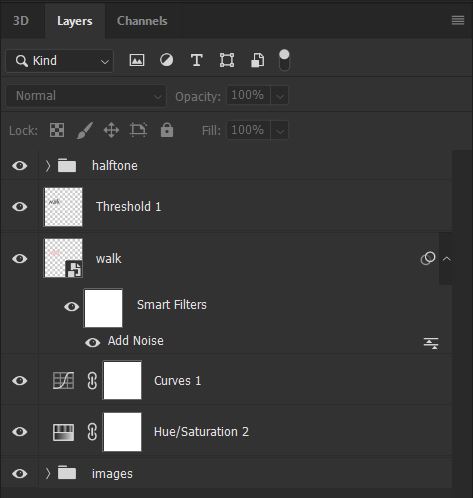 3D Layers Channels
Kind
Normal Opacity: 100%
Lock: Fill: 100%
halftone
Threshold 1
walk
Smart Filters
Add Noise
Curves 1
Hue/Saturation 2
images